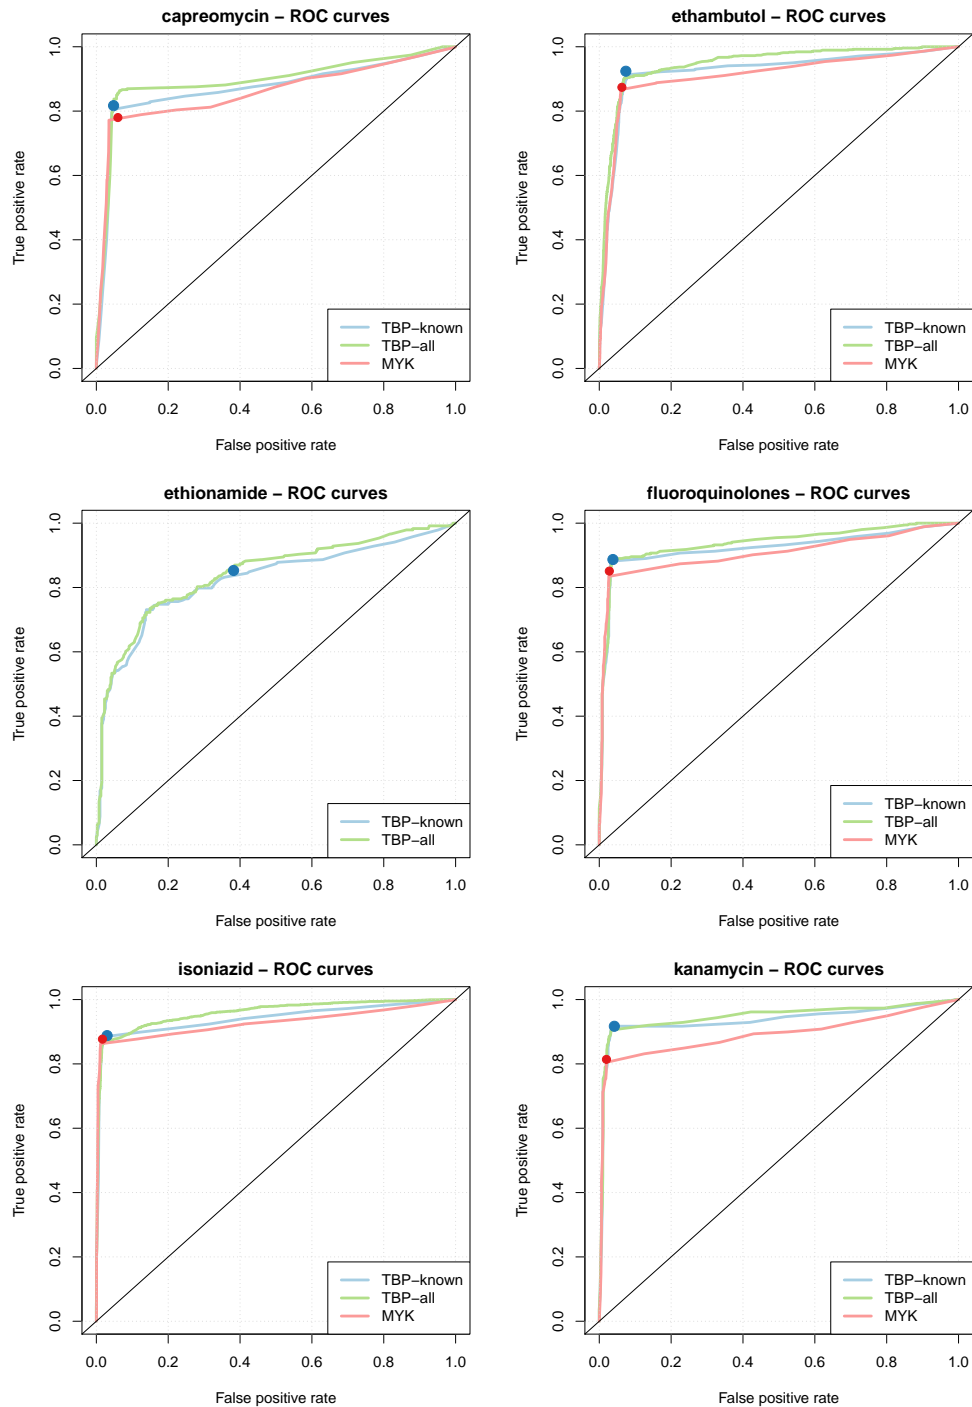 capreomycin − ROC curves
True positive rate
1.0
0.8
0.6
0.4
0.2
0.0
TBP−known
TBP−all
MYK
0.0 0.2 0.4 0.6 0.8 1.0
False positive rate
ethambutol − ROC curves
True positive rate
1.0
0.8
0.6
0.4
0.2
0.0
TBP−known
TBP−all
MYK
0.0 0.2 0.4 0.6 0.8 1.0
False positive rate
ethionamide − ROC curves
True positive rate
1.0
0.8
0.6
0.4
0.2
0.0
TBP−known
TBP−all
0.0 0.2 0.4 0.6 0.8 1.0
False positive rate
fluoroquinolones − ROC curves
True positive rate
1.0
0.8
0.6
0.4
0.2
0.0
TBP−known
TBP−all
MYK
0.0 0.2 0.4 0.6 0.8 1.0
False positive rate
isoniazid − ROC curves
True positive rate
1.0
0.8
0.6
0.4
0.2
0.0
TBP−known
TBP−all
MYK
0.0 0.2 0.4 0.6 0.8 1.0
False positive rate
kanamycin − ROC curves
True positive rate
1.0
0.8
0.6
0.4
0.2
0.0
TBP−known
TBP−all
MYK
0.0 0.2 0.4 0.6 0.8 1.0
False positive rate